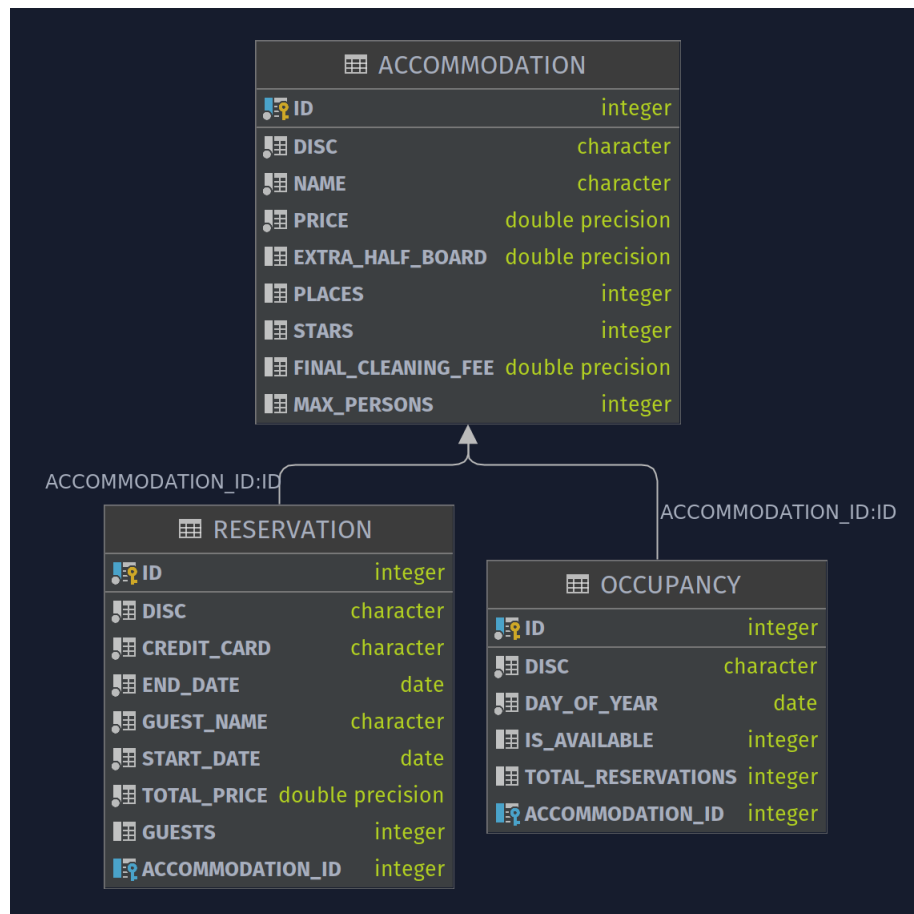 ACCOMMODATION
ID integer
DISC character
NAME character
PRICE double precision
EXTRA_HALF_BOARD double precision
PLACES integer
STARS integer
FINAL_CLEANING_FEE double precision
MAX_PERSONS integer
ACCOMMODATION_ID:ID
ACCOMMODATION_ID:ID
RESERVATION
ID integer
DISC character
CREDIT_CARD character
END_DATE date
GUEST_NAME character
START_DATE date
TOTAL_PRICE double precision
GUESTS integer
ACCOMMODATION_ID integer
OCCUPANCY
ID integer
DISC character
DAY_OF_YEAR date
IS_AVAILABLE integer
TOTAL_RESERVATIONS integer
ACCOMMODATION_ID integer